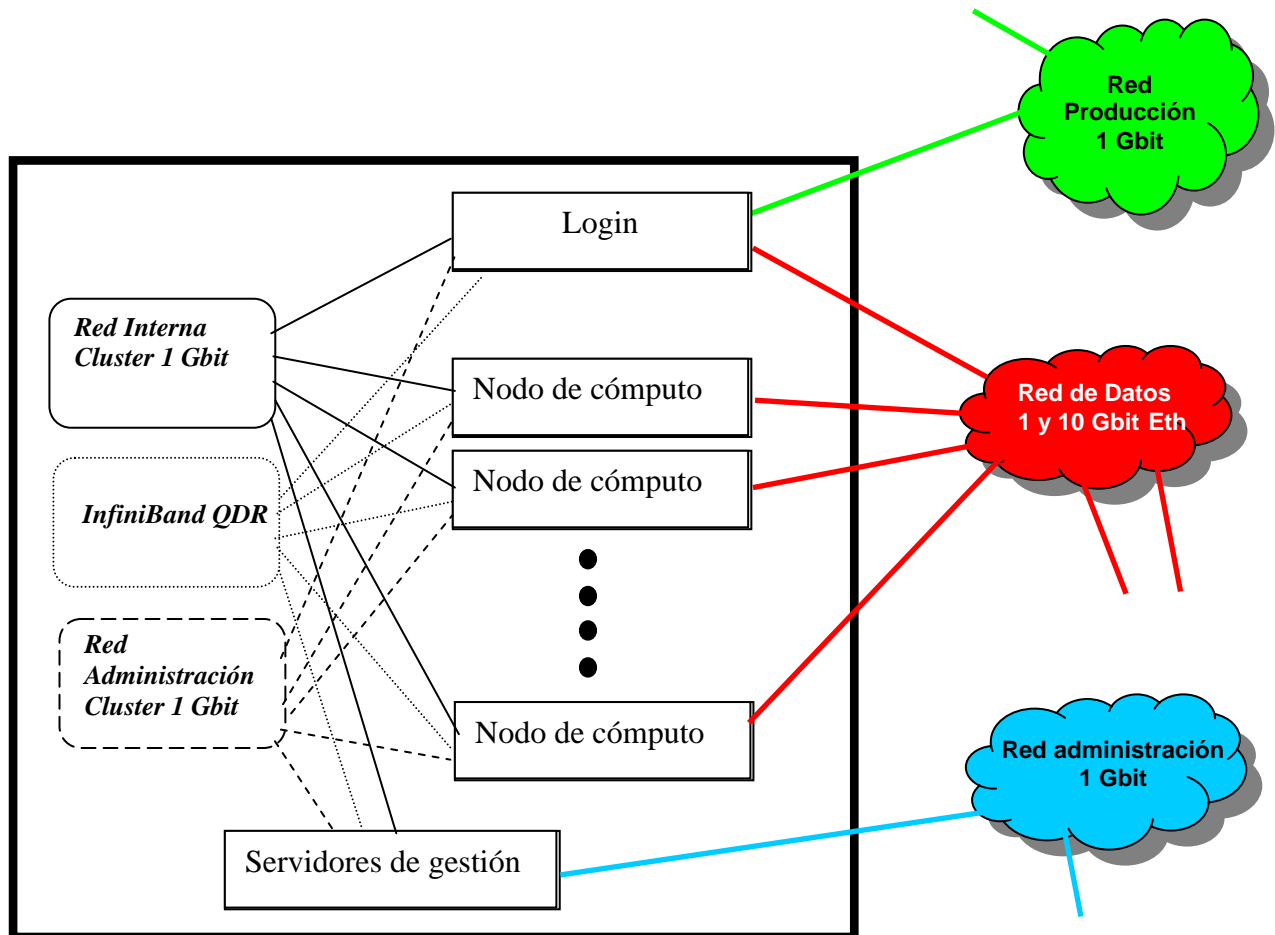 Red
Producción
1 Gbit
Login
Red Interna
Cluster 1 Gbit
Nodo de cómputo
Red de Datos
1 y 10 Gbit Eth
Nodo de cómputo
InfiniBand QDR
Red
Administración
Cluster 1 Gbit
Nodo de cómputo
Red administración
1 Gbit
Servidores de gestión